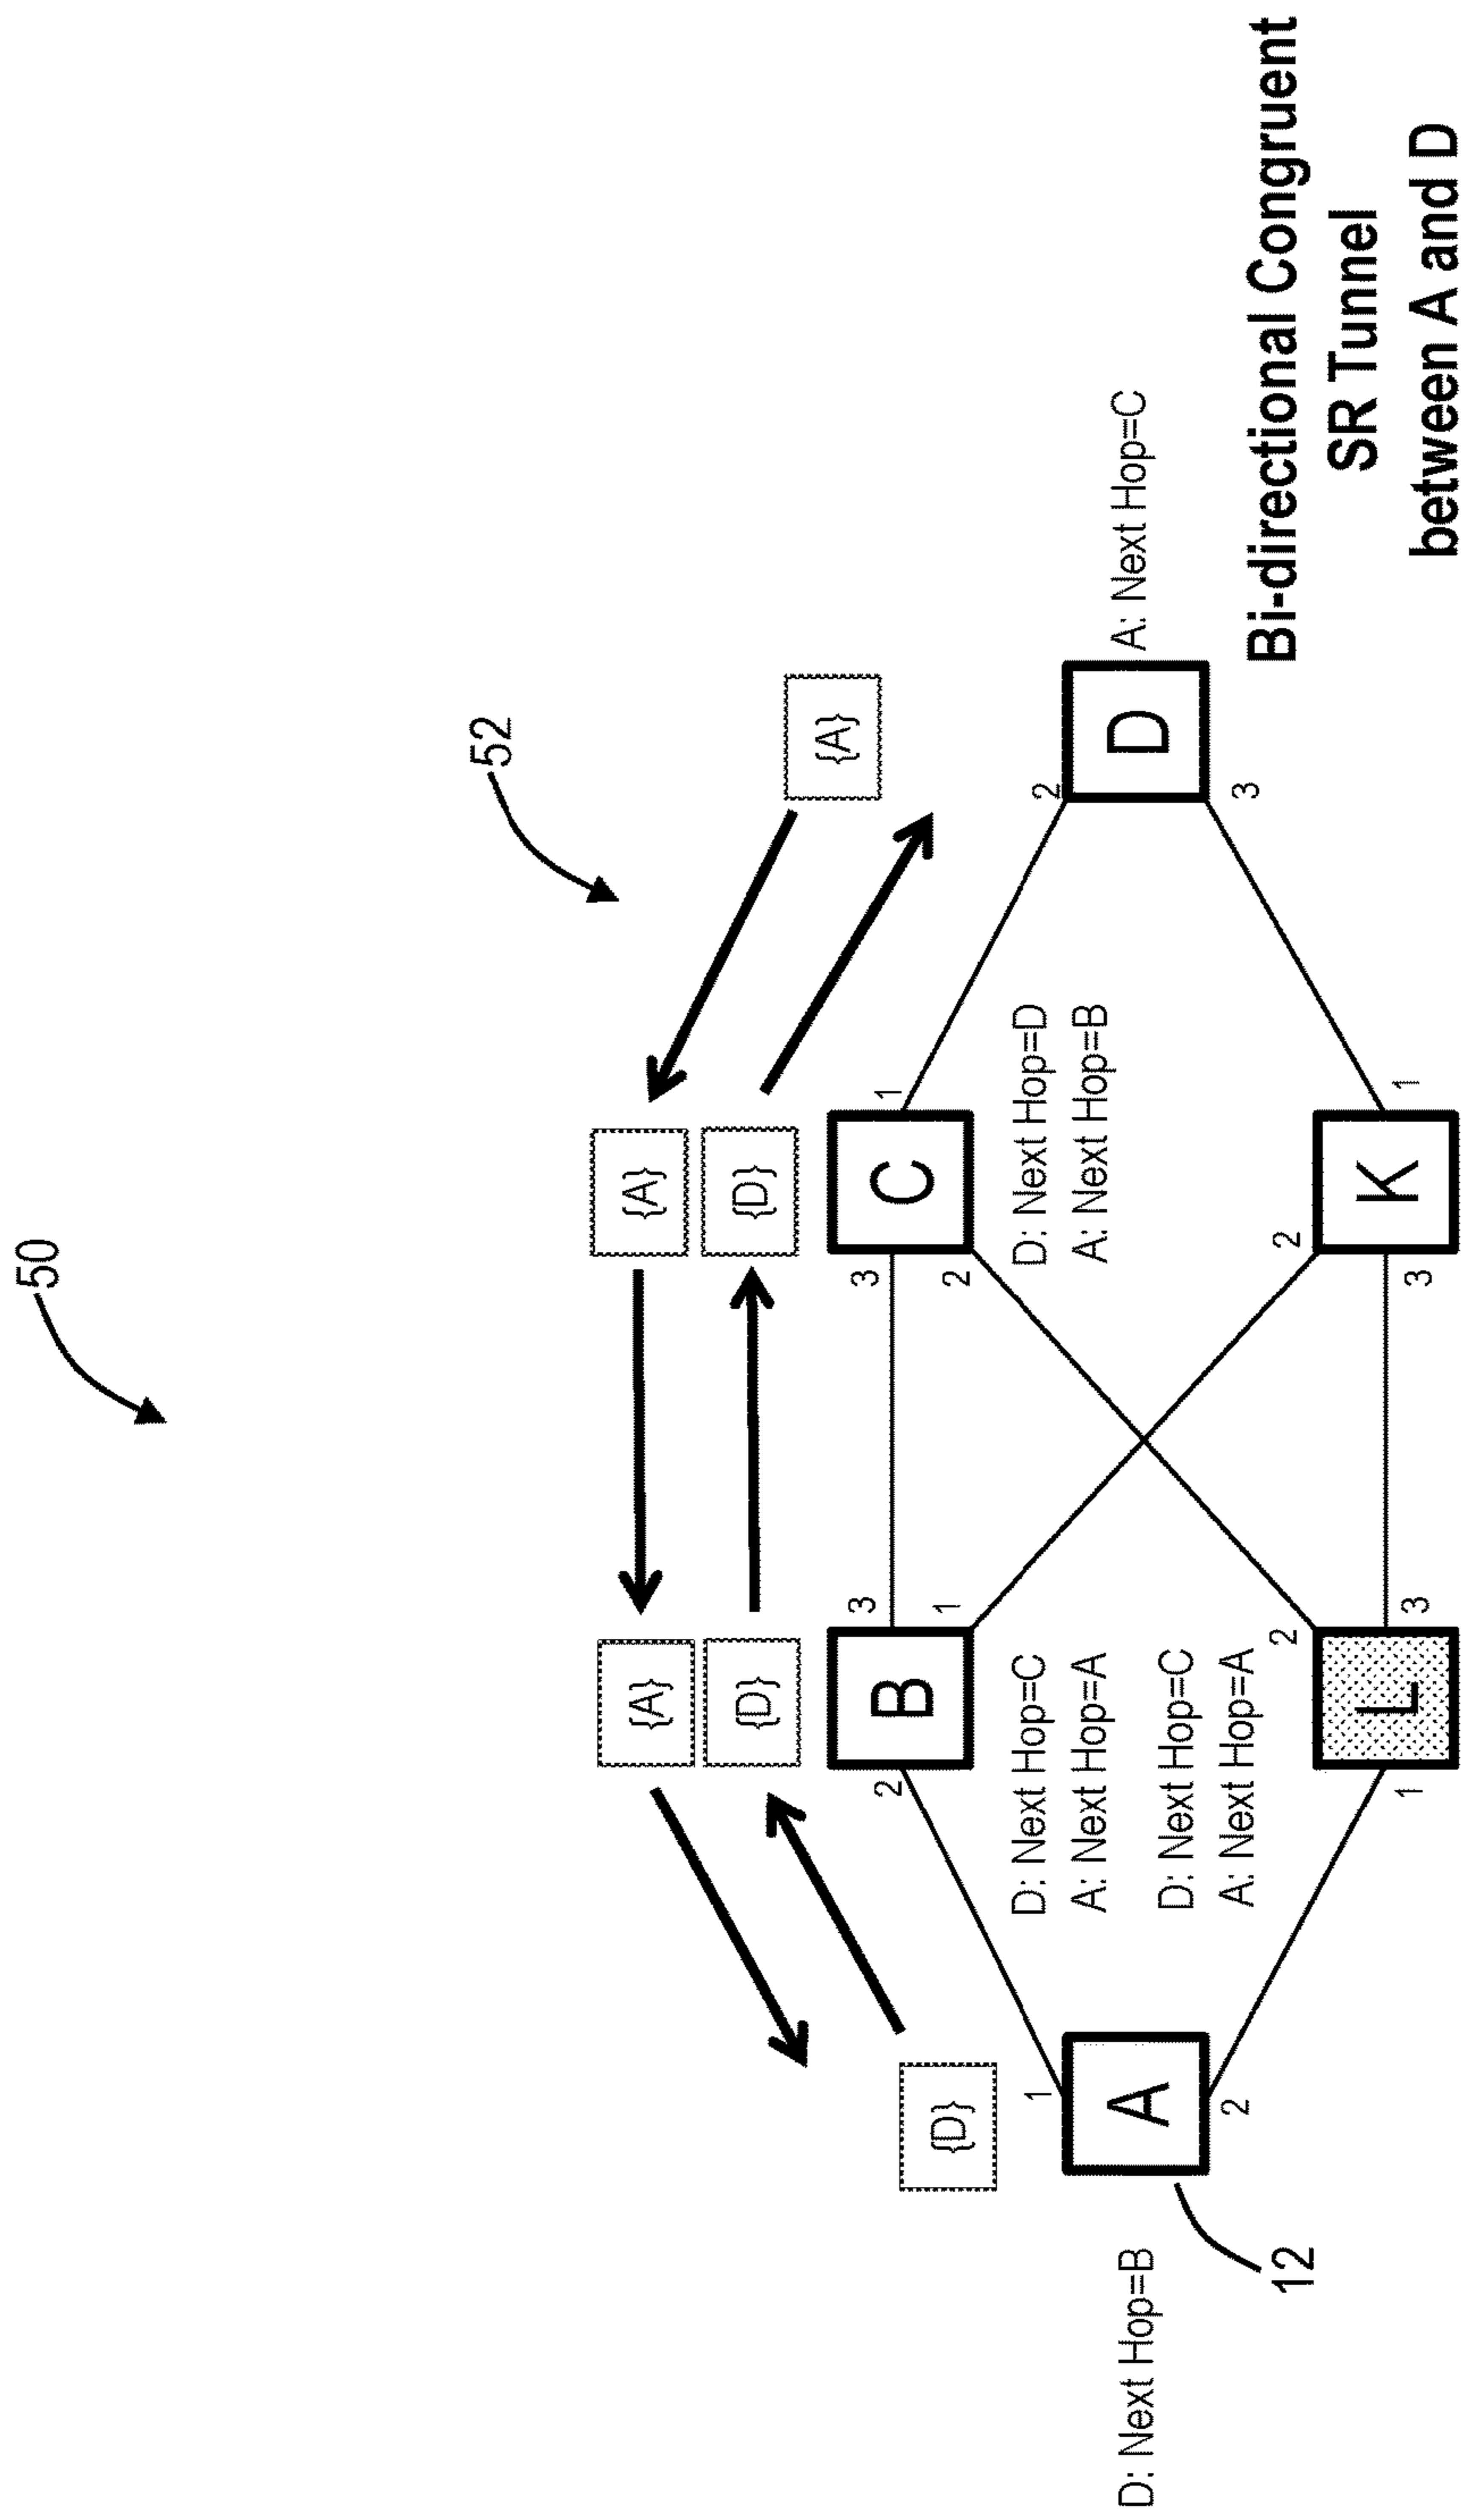 50
52
{A}
{A}
{A}
{D}
{D}
{D}
2
3
B
3
1
3
2
C
1
D: Next Hop=B
1
A
2
12
D: Next Hop=C
A: Next Hop=A
D: Next Hop=C
A: Next Hop=A
D: Next Hop=D
A: Next Hop=B
2
D
3
A: Next Hop=C
1
L
2
3
2
K
1
Bi-directional Congruent
SR Tunnel
between A and D